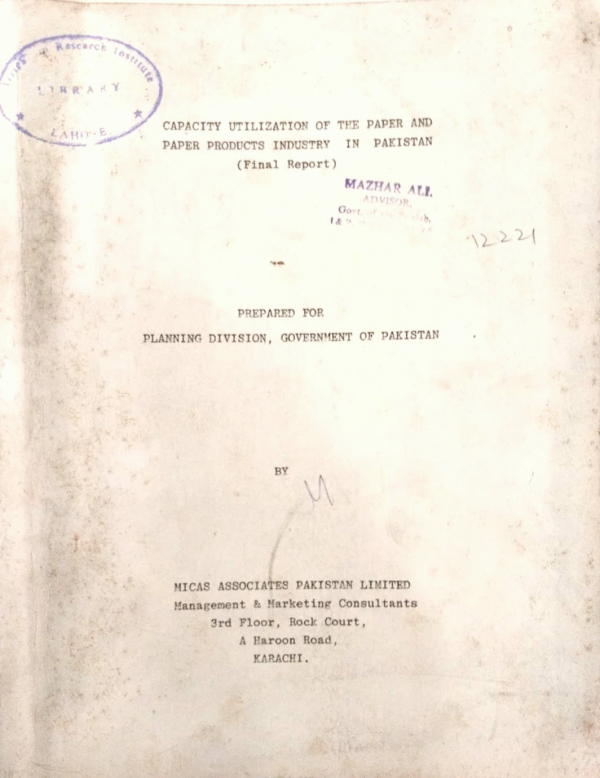 Research Institute
LIBRARY
CAPACITY UTILIZATION OF THE PAPER AND
PAPER PRODUCTS INDUSTRY IN PAKISTAN
(Final Report)
MAZHAR ALI.
ADVISOR,
Govt.
12221
PREPARED FOR
PLANNING DIVISION, GOVERNMENT OF PAKISTAN
BY
MICAS ASSOCIATES PAKISTAN LIMITED
Management & Marketing Consultants
3rd Floor, Rock Court,
A Haroon Road,
KARACHI.